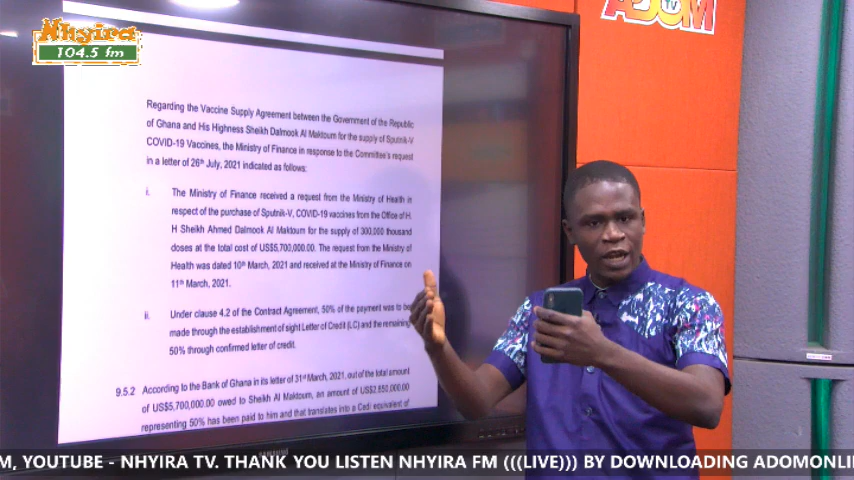 Nhyira
104.5 fm
ADOM
TV
Regarding the Vaccine Supply Agreement between the Government of the Republic
of Ghana and His Highness Sheikh Dalmook Al Maktoum for the supply of Sputnik-V
COVID-19 Vaccines, the Ministry of Finance in response to the Committee's request
in a letter of 26th July, 2021 indicated as follows:
i. The Ministry of Finance received a request from the Ministry of Health in
respect of the purchase of Sputnik-V, COVID-19 vaccines from the Office of H.
H Sheikh Ahmed Dalmook Al Maktoum for the supply of 300,000 thousand
doses at the total cost of US$5,700,000.00. The request from the Ministry of
Health was dated 10th March, 2021 and received at the Ministry of Finance on
11th March, 2021.
ii. Under clause 4.2 of the Contract Agreement, 50% of the payment was to be
made through the establishment of sight Letter of Credit (LC) and the remaining
50% through confirmed letter of credit.
9.5.2 According to the Bank of Ghana in its letter of 31st March, 2021, out of the total amount
of US$5,700,000.00 owed to Sheikh Al Maktoum, an amount of US$2,850,000.00
representing 50% has been paid to him and that translates into a Cedi equivalent of
SAMSUNG
M, YOUTUBE - NHYIRA TV. THANK YOU LISTEN NHYIRA FM (((LIVE))) BY DOWNLOADING ADOMONLI